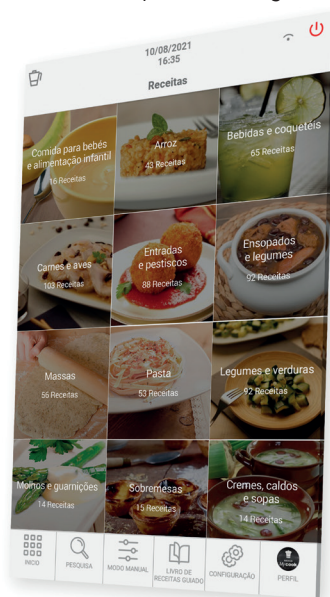 10/08/2021
16:35
Receitas
Comida para bebés
e alimentação infantil
16 Receitas
Arroz
43 Receitas
Bebidas e coquetéis
65 Receitas
Carnes e aves
103 Receitas
Entradas
e pestiscos
88 Receitas
Ensopados
e legumes
92 Receitas
Massas
56 Receitas
Pasta
53 Receitas
Legumes e verduras
92 Receitas
Molhos e guarnições
14 Receitas
Sobremesas
15 Receitas
Cremes, caldos
e sopas
14 Receitas
INICIO
PESQUISA
MODO MANUAL
LIVRO DE
RECEITAS GUIADO
CONFIGURAÇÃO
Mycook
PERFIL